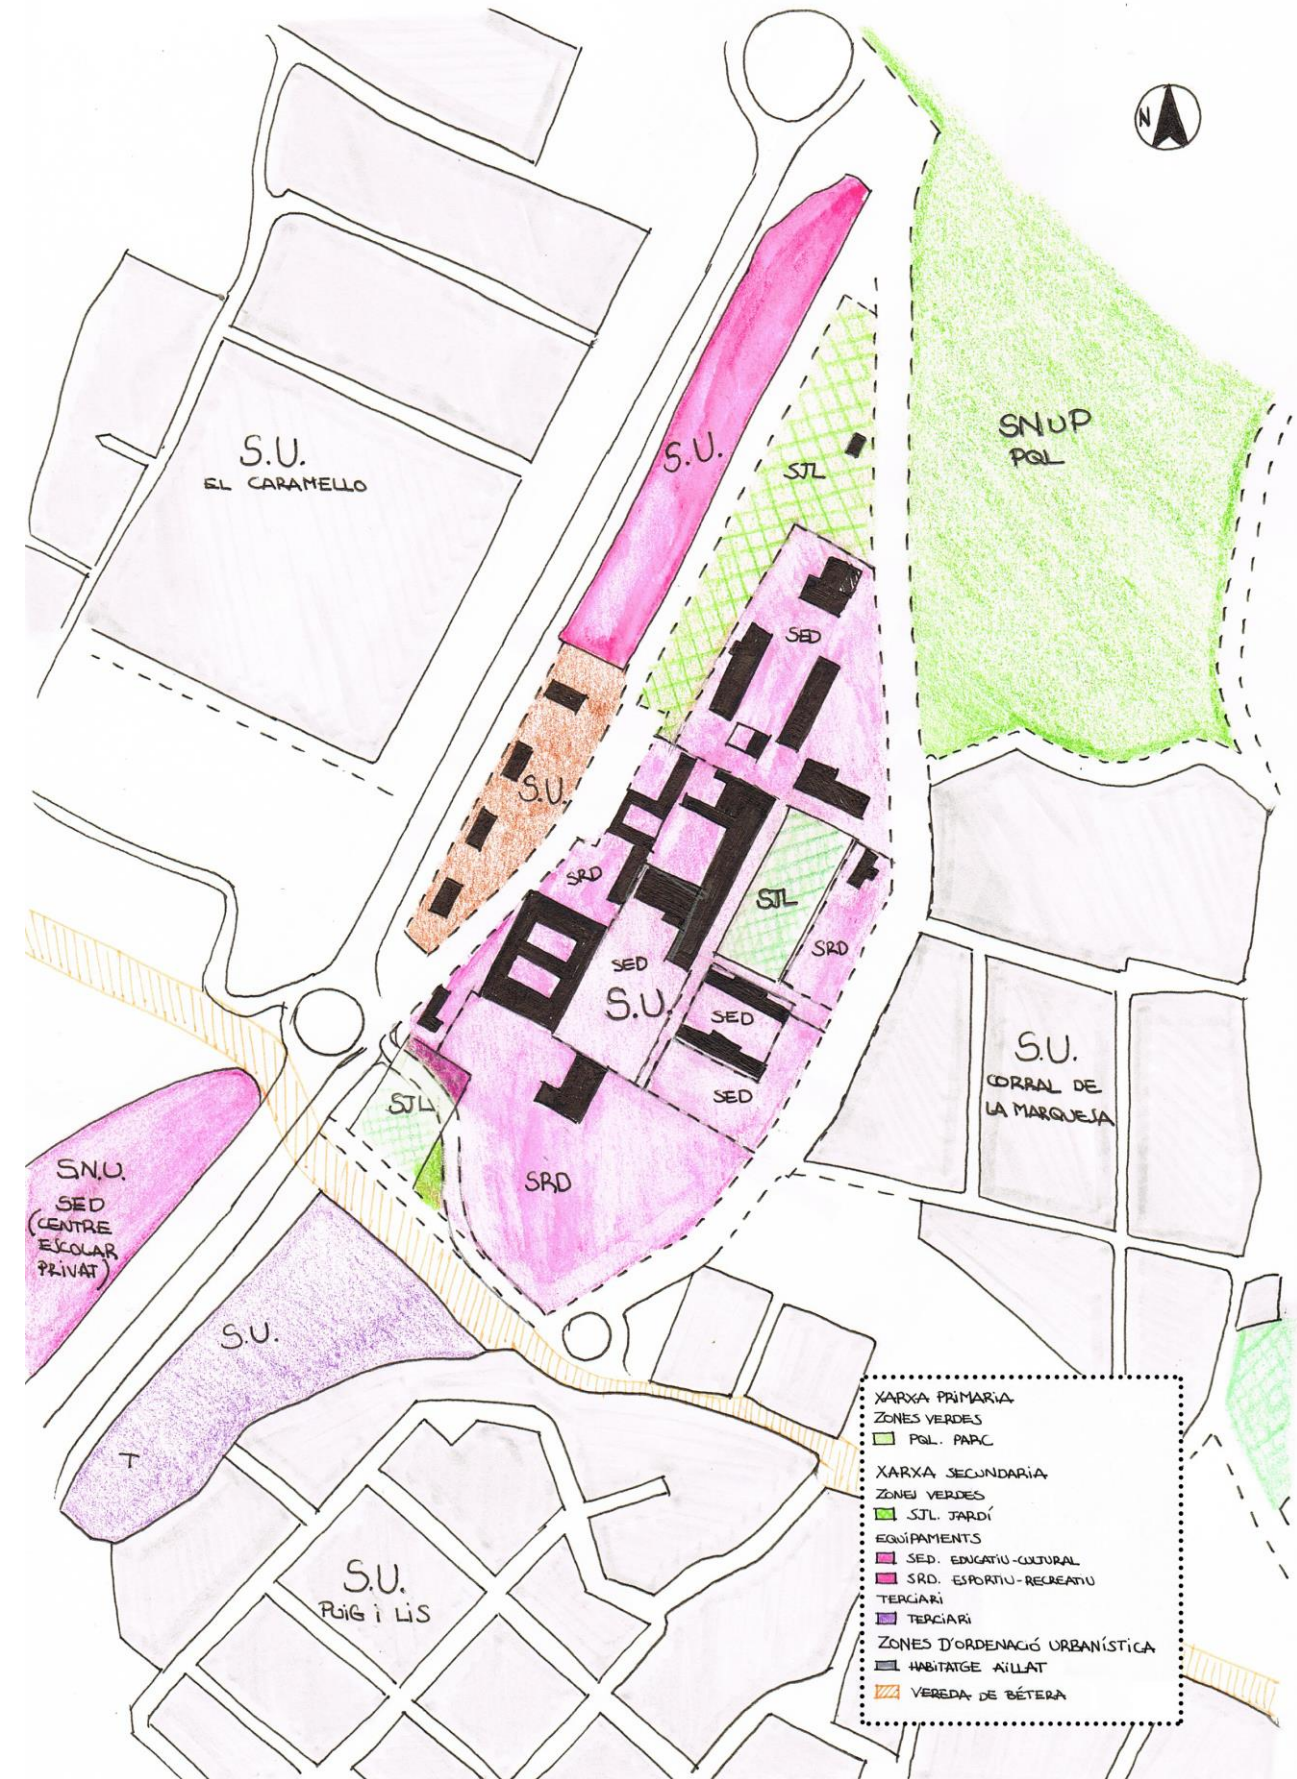 N
S.U.
EL CARAMELLO
S.U.
SJL
SNUP
PQL
SED
S.U.
SRD
SJL
SRD
SED
S.U.
SED
SED
S.U.
CORRAL DE
LA MARQUESA
SJL
SRD
S.N.U.
SED
(CENTRE
ESCOLAR
PRIVAT)
S.U.
T
S.U.
PUIG i LiS
XARXA PRiMARiA
ZONES VERDES
PQL. PARC
XARXA SECUNDARiA
ZONES VERDES
SJL. JARDÍ
EQUiPAMENTS
SED. EDUCATiU-CULTURAL
SRD. ESPORTiU-RECREATiU
TERCiARi
TERCiARi
ZONES D'ORDENACiÓ URBANÍSTiCA
HABiTATGE AïLLAT
VEREDA DE BÉTERA